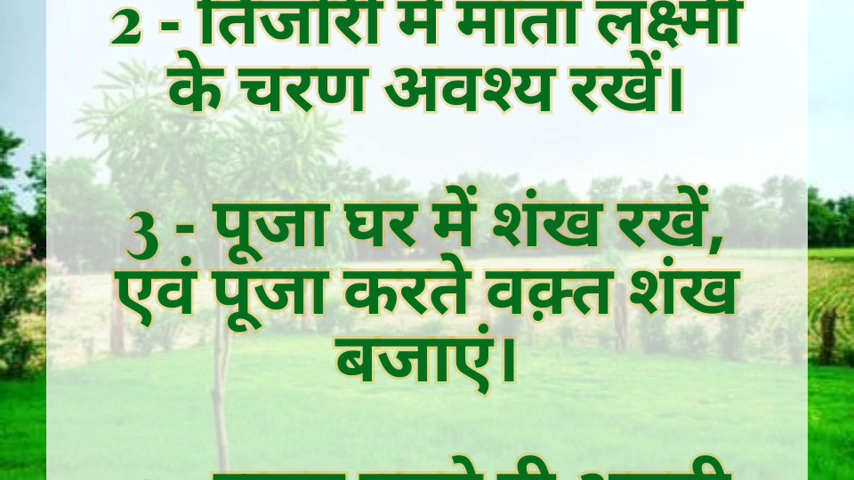 2 - तिजोरी में माता लक्ष्मी
के चरण अवश्य रखें।
3 - पूजा घर में शंख रखें,
एवं पूजा करते वक़्त शंख
बजाएं।